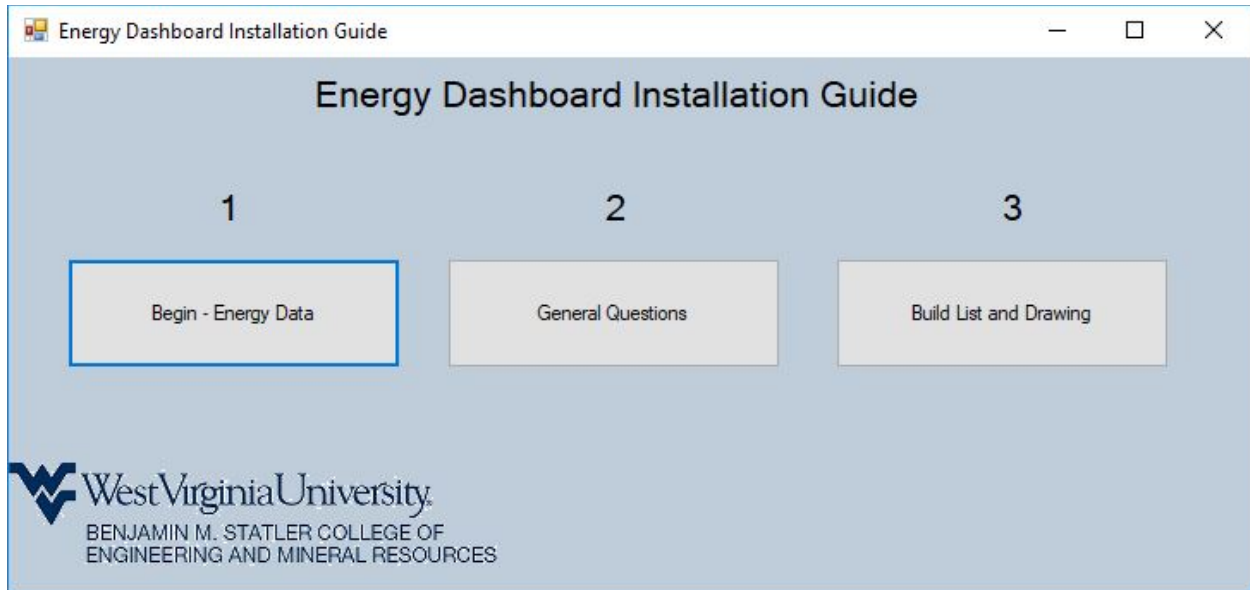 Energy Dashboard Installation Guide
Energy Dashboard Installation Guide
1
2
3
Begin - Energy Data
General Questions
Build List and Drawing
WestVirginiaUniversity.
BENJAMIN M. STATLER COLLEGE OF
ENGINEERING AND MINERAL RESOURCES